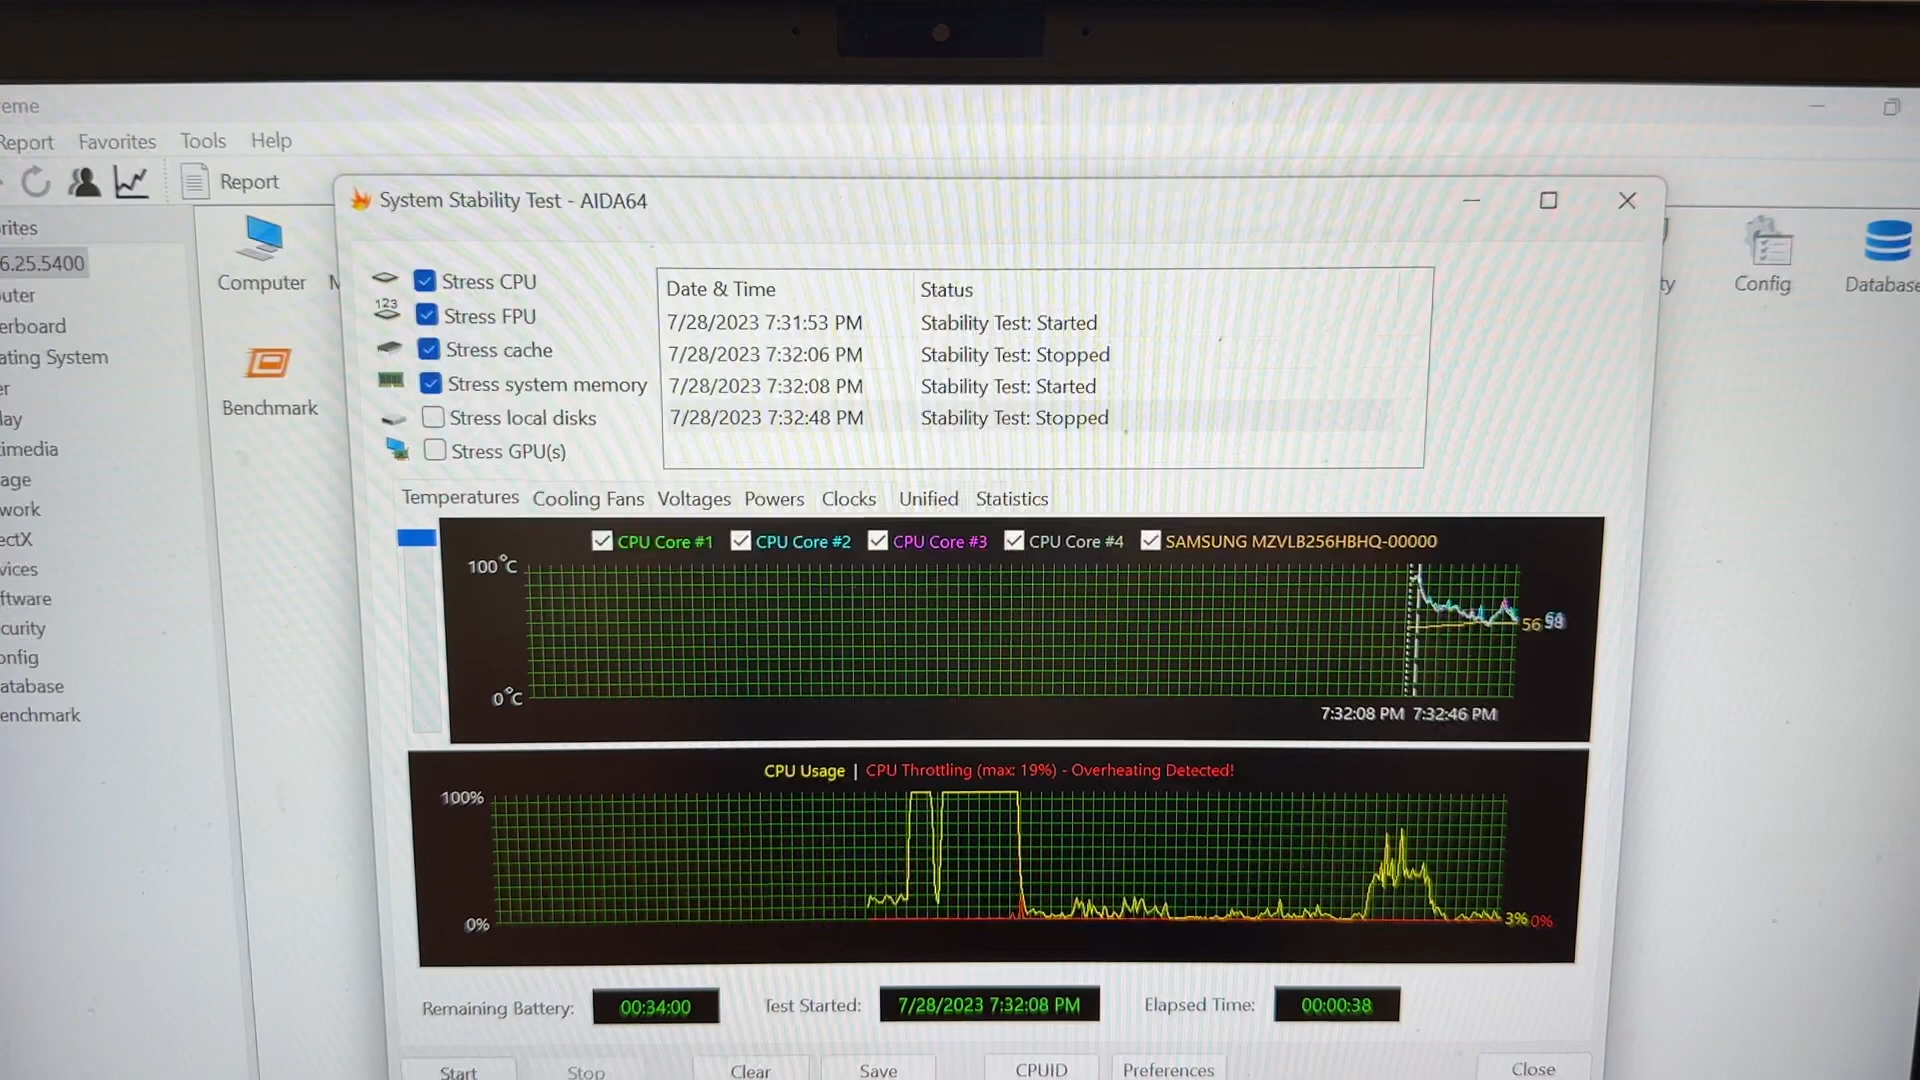 eme
Report Favorites Tools Help
Report
rites
6.25.5400
uter
erboard
ating System
er
lay
imedia
age
work
ectX
vices
ftware
curity
onfig
atabase
enchmark
Computer M
Benchmark
ty Config Database
System Stability Test - AIDA64
Stress CPU
123
Stress FPU
Stress cache
Stress system memory
Stress local disks
Stress GPU(s)
Date & Time Status
7/28/2023 7:31:53 PM Stability Test: Started
7/28/2023 7:32:06 PM Stability Test: Stopped
7/28/2023 7:32:08 PM Stability Test: Started
7/28/2023 7:32:48 PM Stability Test: Stopped
Temperatures Cooling Fans Voltages Powers Clocks Unified Statistics
CPU Core #1 CPU Core #2 CPU Core #3 CPU Core #4 SAMSUNG MZVLB256HBHQ-00000
100°C
56
0°C
7:32:08 PM 7:32:46 PM
CPU Usage | CPU Throttling (max: 19%) - Overheating Detected!
100%
0%
3% 0%
Remaining Battery: 00:34:00 Test Started: 7/28/2023 7:32:08 PM Elapsed Time: 00:00:38
Start Stop Clear Save CPUID Preferences Close